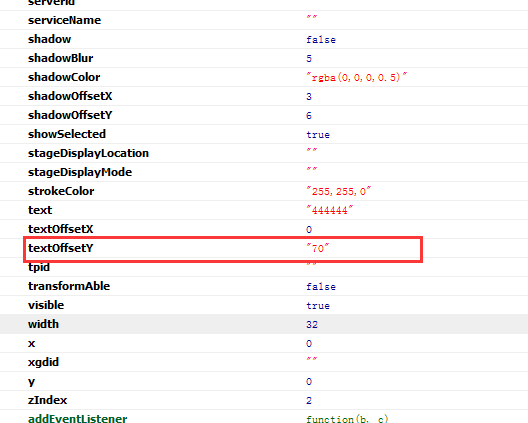 serverId
serviceName ""
shadow false
shadowBlur 5
shadowColor "rgba(0,0,0,0.5)"
shadowOffsetX 3
shadowOffsetY 6
showSelected true
stageDisplayLocation ""
stageDisplayMode ""
strokeColor "255,255,0"
text "444444"
textOffsetX 0
textOffsetY "70"
tpid ""
transformAble false
visible true
width 32
x 0
xgdid ""
y 0
zIndex 2
addEventListener function(b, c)